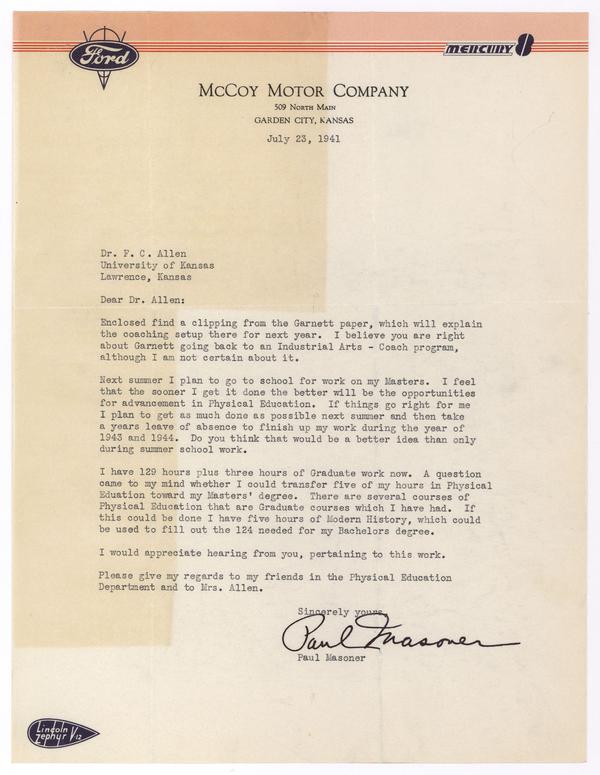 Ford
MERCURY 8
McCoy Motor Company
509 North Main
Garden City, Kansas
July 23, 1941
Dr. F. C. Allen
University of Kansas
Lawrence, Kansas
Dear Dr. Allen:
Enclosed find a clipping from the Garnett paper, which will explain
the coaching setup there for next year.  I believe you are right
about Garnett going back to an Industrial Arts - Coach program,
although I am not certain about it.
Next summer I plan to go to school for work on my Masters.  I feel
that the sooner I get it done the better will be the opportunities
for advancement in Physical Education.  If things go right for me
I plan to get as much done as possible next summer and then take
a years leave of absence to finish up my work during the year of
1943 and 1944.  Do you think that would be a better idea than only
during summer school work.
I have 129 hours plus three hours of Graduate work now.  A question
came to my mind whether I could transfer five of my hours in Physical
Eduation toward my Masters' degree.  There are several courses of
Physical Education that are Graduate courses which I have had.  If
this could be done I have five hours of Modern History, which could
be used to fill out the 124 needed for my Bachelors degree.
I would appreciate hearing from you, pertaining to this work.
Please give my regards to my friends in the Physical Education
Department and to Mrs. Allen.
Sincerely yours,
Paul Masoner
Paul Masoner
Lincoln
Zephyr V12